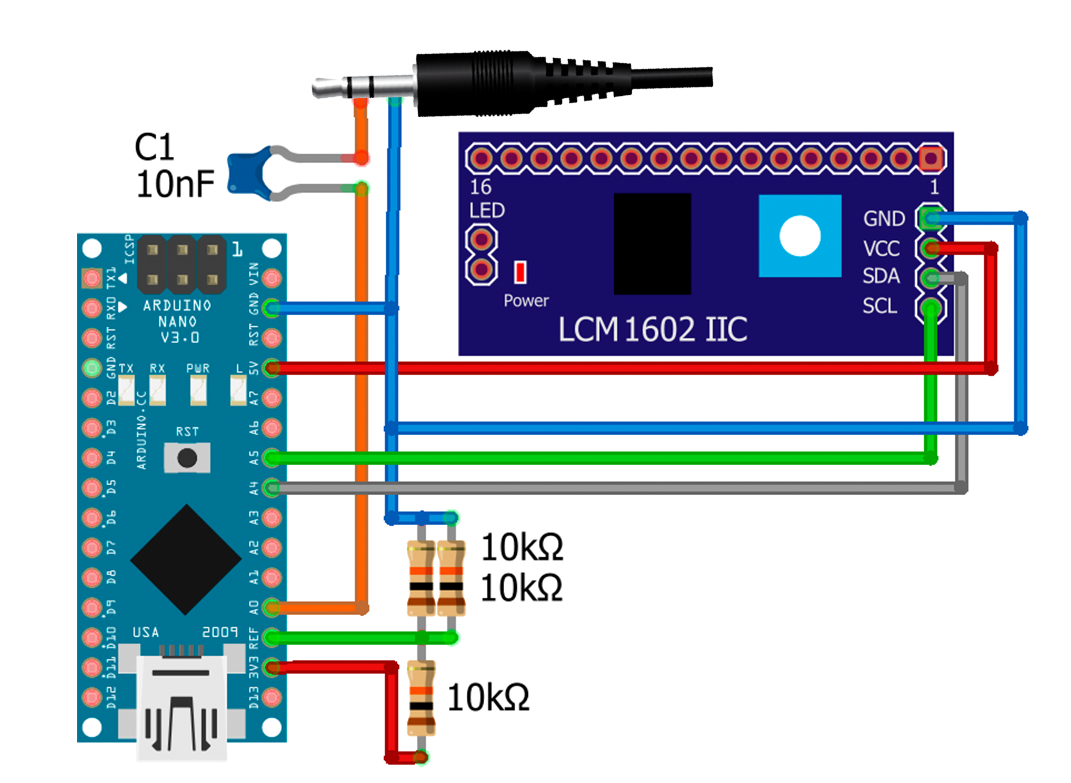 C1
10nF
16
LED
Power
1
GND
VCC
SDA
SCL
LCM 1602 IIC
ICSP
1
ARDUINO
NANO
V3.0
TX1
RX0
RST
GND
D2
D3
D4
D5
D6
D7
D8
D9
D10
D11
D12
VIN
GND
RST
5V
A7
A6
A5
A4
A3
A2
A1
A0
REF
3V3
D13
TX RX PWR L
ARDUINO.CC
RST
USA 2009
10kΩ
10kΩ
10kΩ